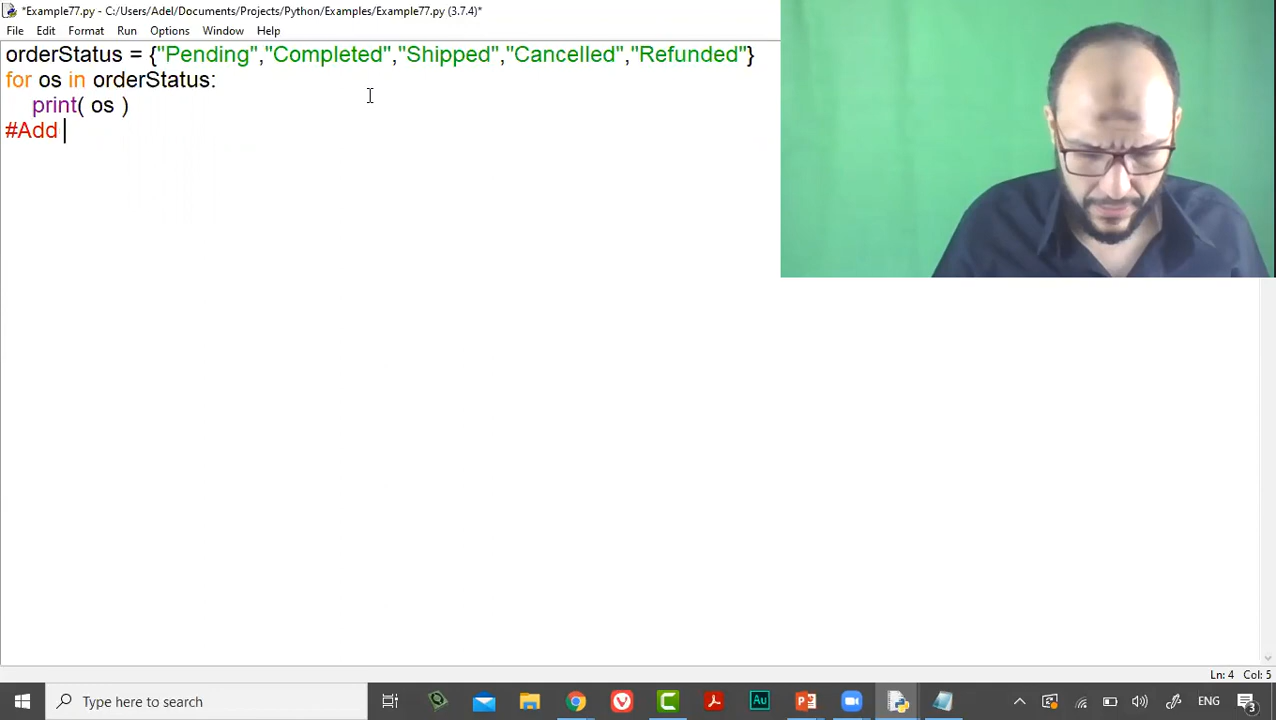 *Example77.py - C:/Users/Adel/Documents/Projects/Python/Examples/Example77.py (3.7.4)*
File Edit Format Run Options Window Help
orderStatus = {"Pending","Completed","Shipped","Cancelled","Refunded"}
for os in orderStatus:
print( os )
#Add
Ln: 4 Col: 5
Type here to search
Au
ENG
3